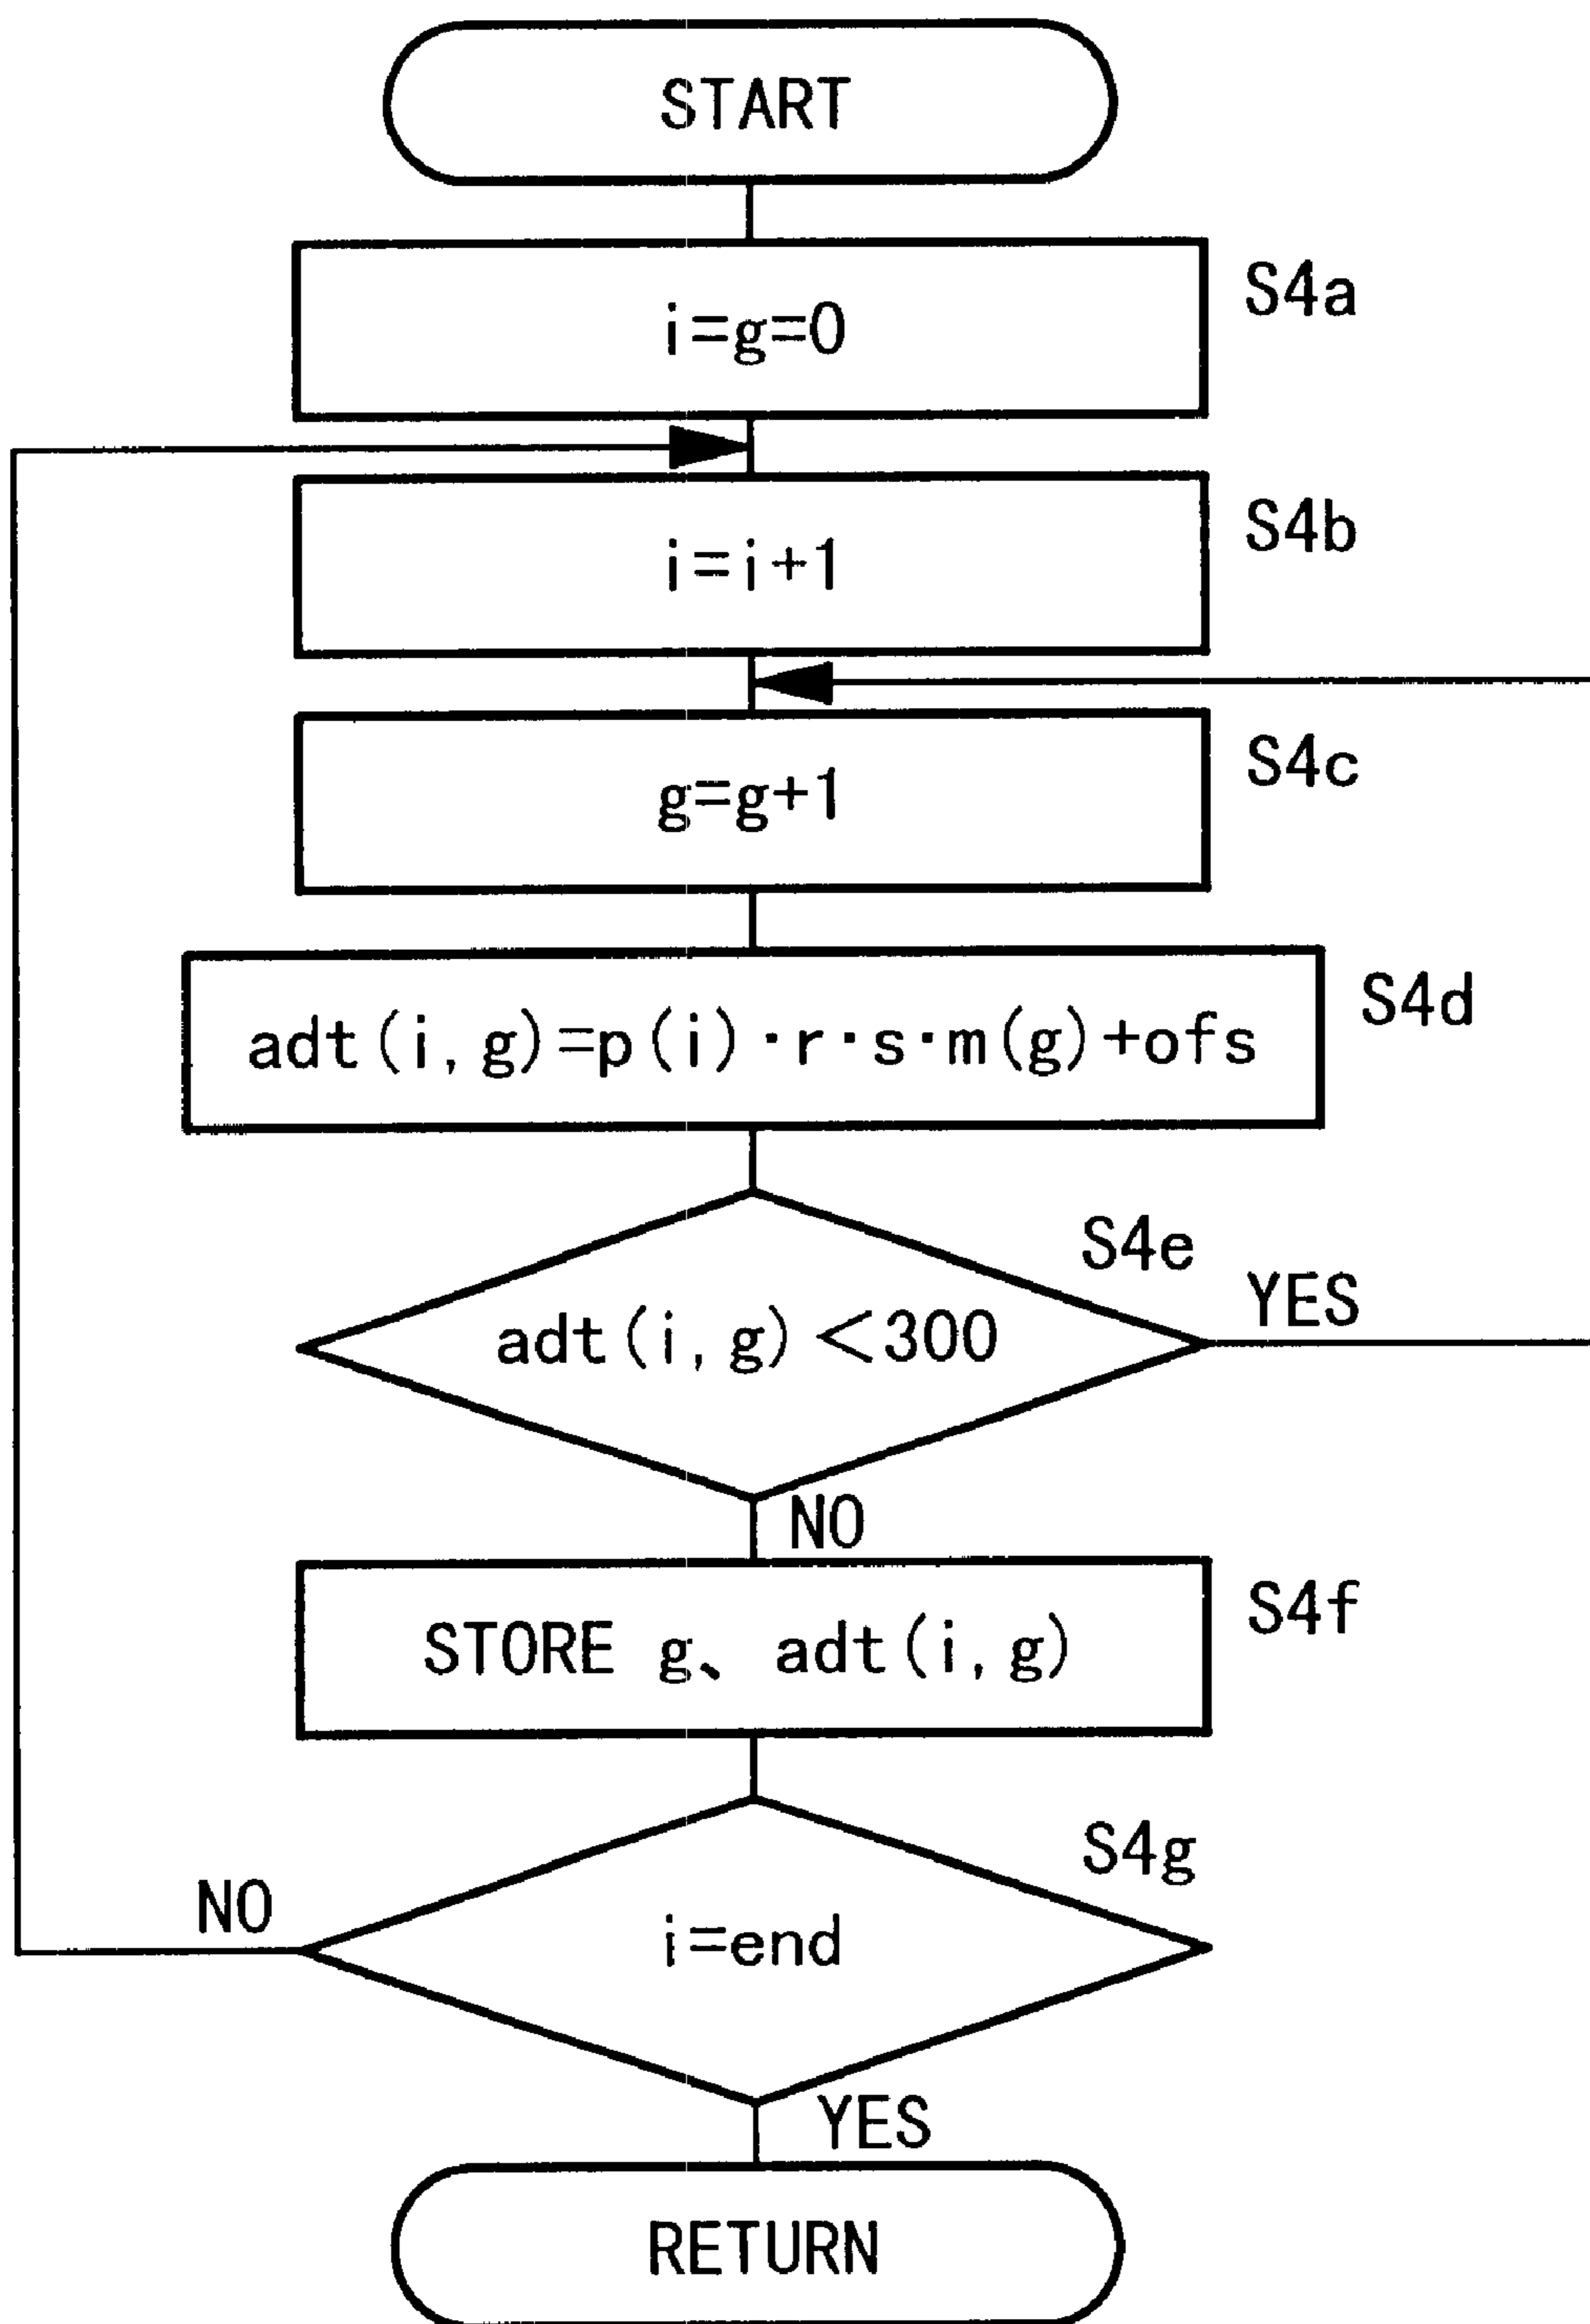 START
i=g=0
S4a
i=i+1
S4b
g=g+1
S4c
adt(i,g)=p(i)·r·s·m(g)+ofs
S4d
S4e
adt(i,g)<300
YES
NO
STORE g、adt(i,g)
S4f
S4g
NO
i=end
YES
RETURN